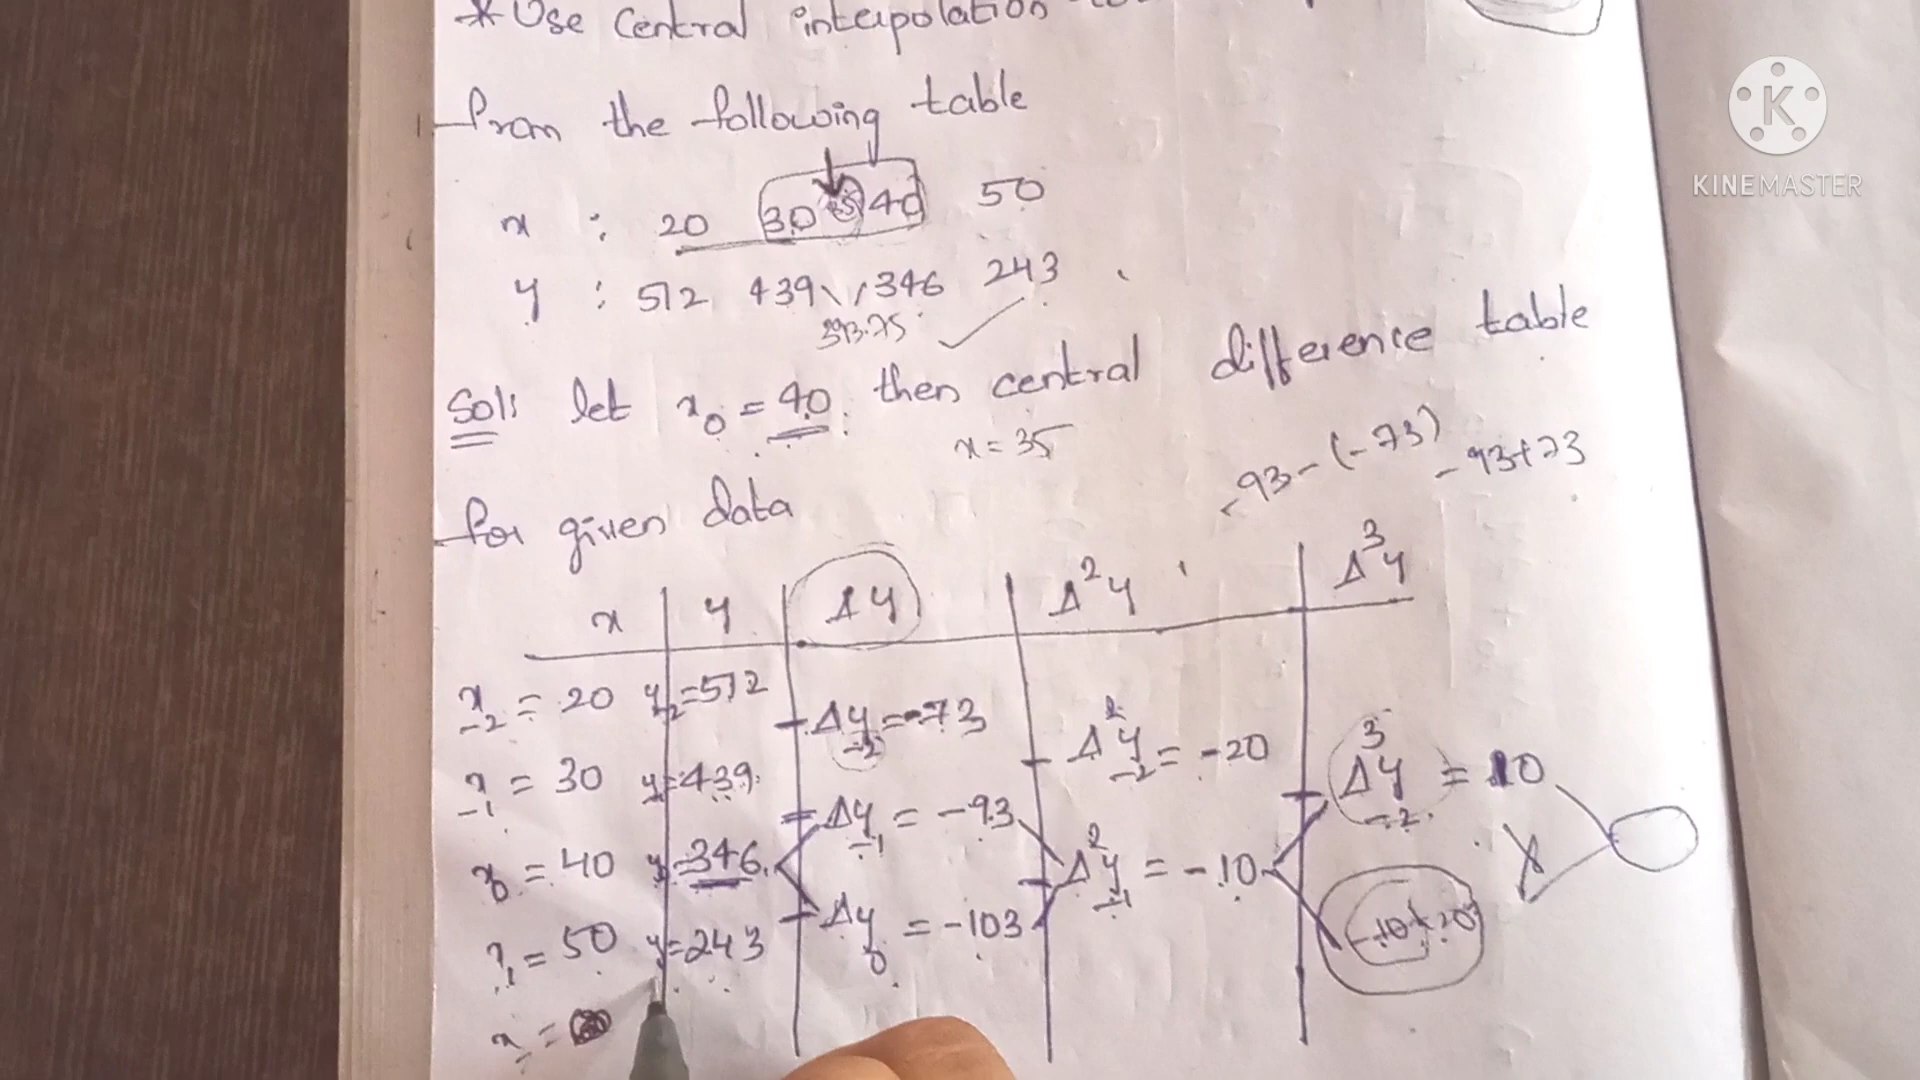 * Use central interpolation
from the following table
x : 20 30 35 40 50
y : 512 439 346 243
393.75
Sol: let x₀ = 40. then central difference table
x = 35
-93-(-73) -93+73
for given data
x y Δy Δ²y Δ³y
x₋₂ = 20 y₋₂=512
Δy₋₂=-73
Δ²y₋₂ = -20
x₋₁ = 30 y=439
Δ³y₋₂ = 10
Δy₋₁ = -93
x₀ = 40 y=346
Δ²y₋₁ = -10
Δy₀ = -103
-10+20
x₁ = 50 y=243
x =
KINEMASTER